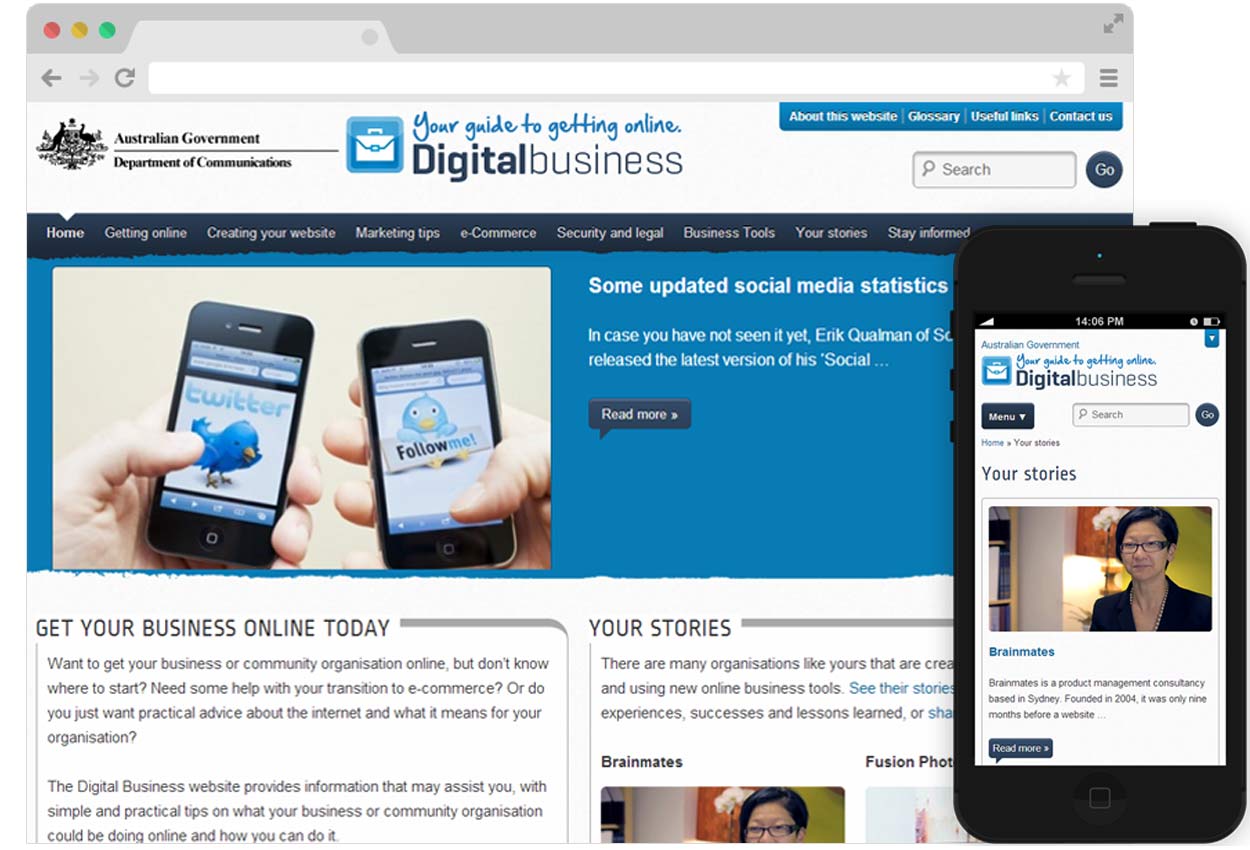 About this website | Glossary | Useful links | Contact us
Australian Government
Department of Communications
Your guide to getting online.
Digitalbusiness
Search
Go
Home Getting online Creating your website Marketing tips e-Commerce Security and legal Business Tools Your stories Stay informed
twitter
Follow me!
Some updated social media statistics
In case you have not seen it yet, Erik Qualman of Sc
released the latest version of his 'Social ...
Read more »
GET YOUR BUSINESS ONLINE TODAY
Want to get your business or community organisation online, but don't know
where to start? Need some help with your transition to e-commerce? Or do
you just want practical advice about the internet and what it means for your
organisation?
The Digital Business website provides information that may assist you, with
simple and practical tips on what your business or community organisation
could be doing online and how you can do it.
YOUR STORIES
There are many organisations like yours that are crea
and using new online business tools. See their stories
experiences, successes and lessons learned, or sha
Brainmates
Fusion Phot
14:06 PM
Australian Government
Your guide to getting online.
Digitalbusiness
Menu ▼
Search
Go
Home » Your stories
Your stories
Brainmates
Brainmates is a product management consultancy
based in Sydney. Founded in 2004, it was only nine
months before a website ...
Read more »